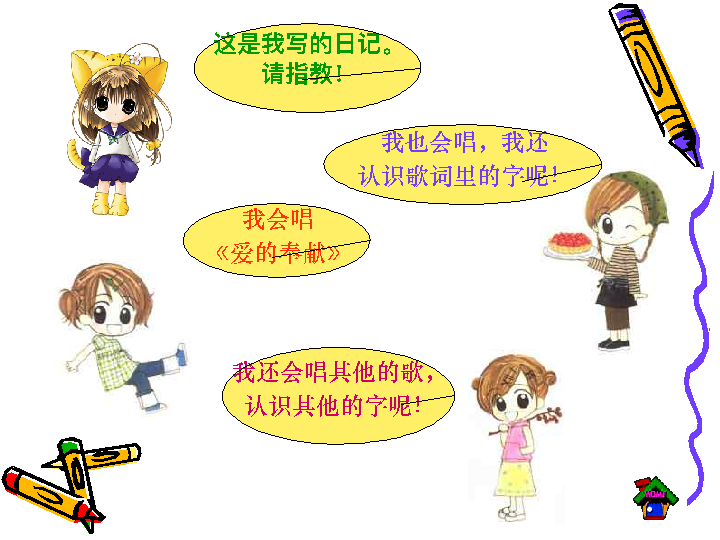 这是我写的日记。
请指教!
我也会唱，我还
认识歌词里的字呢!
我会唱
《爱的奉献》
我还会唱其他的歌，
认识其他的字呢!